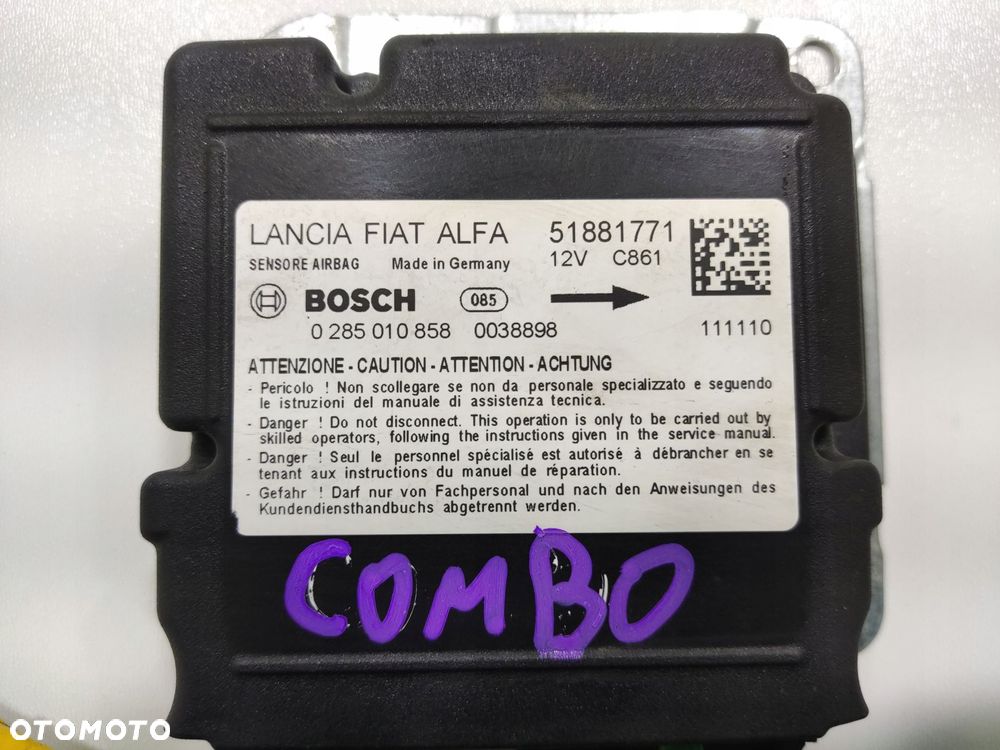 LANCIA FIAT ALFA 51881771
SENSORE AIRBAG Made in Germany 12V C861
BOSCH 085
0 285 010 858 0038898 111110
ATTENZIONE - CAUTION - ATTENTION - ACHTUNG
- Pericolo ! Non scollegare se non da personale specializzato e seguendo
le istruzioni del manuale di assistenza tecnica.
- Danger ! Do not disconnect. This operation is only to be carried out by
skilled operators, following the instructions given in the service manual.
- Danger ! Seul le personnel spécialisé est autorisé à débrancher en se
tenant aux instructions du manuel de réparation.
- Gefahr ! Darf nur von Fachpersonal und nach den Anweisungen des
Kundendiensthandbuchs abgetrennt werden.
COMBO
OTOMOTO